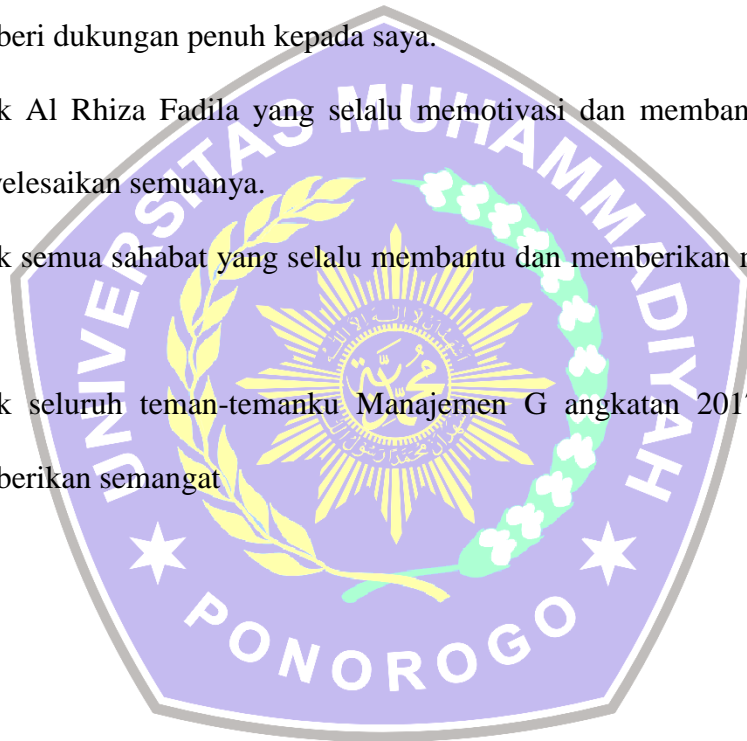 beri dukungan penuh kepada saya.
k Al Rhiza Fadila yang selalu memotivasi dan memban
elesaikan semuanya.
k semua sahabat yang selalu membantu dan memberikan
k seluruh teman-temanku Manajemen G angkatan 201
berikan semangat
UNIVERSITAS MUHAMMADIYAH
PONOROGO